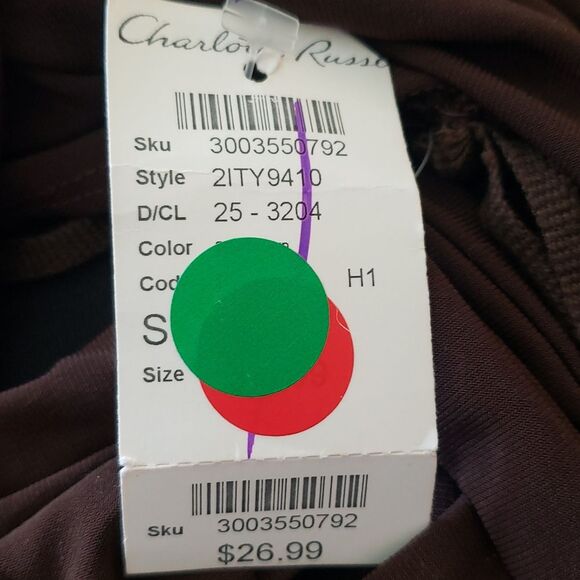 Charlotte Russe
Sku 3003550792
Style 2ITY9410
D/CL 25 - 3204
Color
Cod H1
S
Size
Sku 3003550792
$26.99